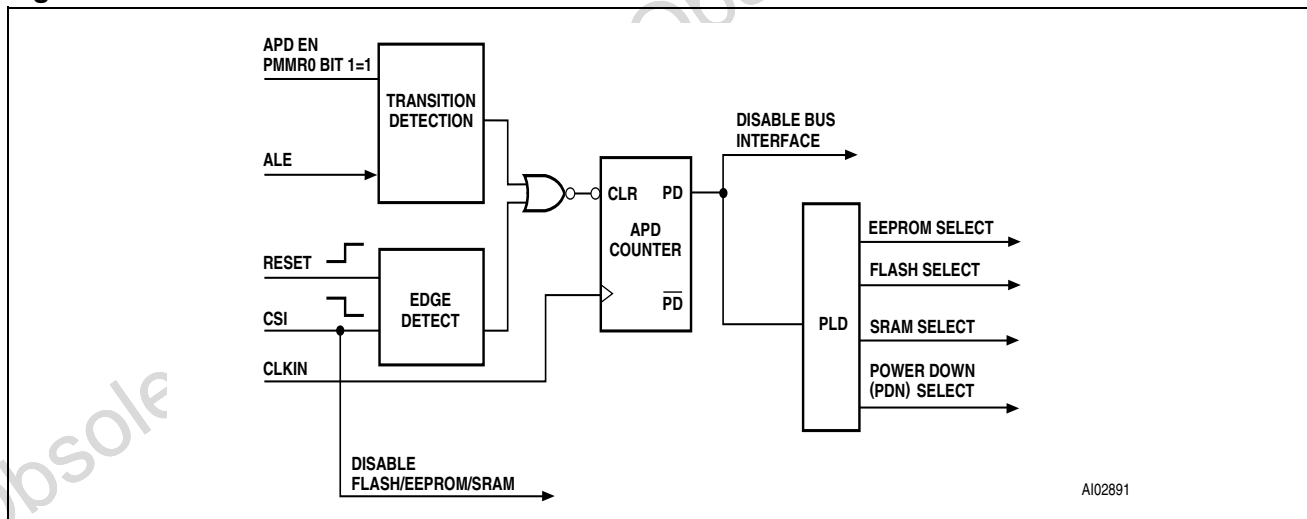 APD EN
PMMR0 BIT 1=1
TRANSITION
DETECTION
ALE
DISABLE BUS
INTERFACE
CLR PD
APD
COUNTER
PD
EEPROM SELECT
FLASH SELECT
RESET
EDGE
DETECT
CSI
PLD
SRAM SELECT
CLKIN
POWER DOWN
(PDN) SELECT
DISABLE
FLASH/EEPROM/SRAM
AI02891